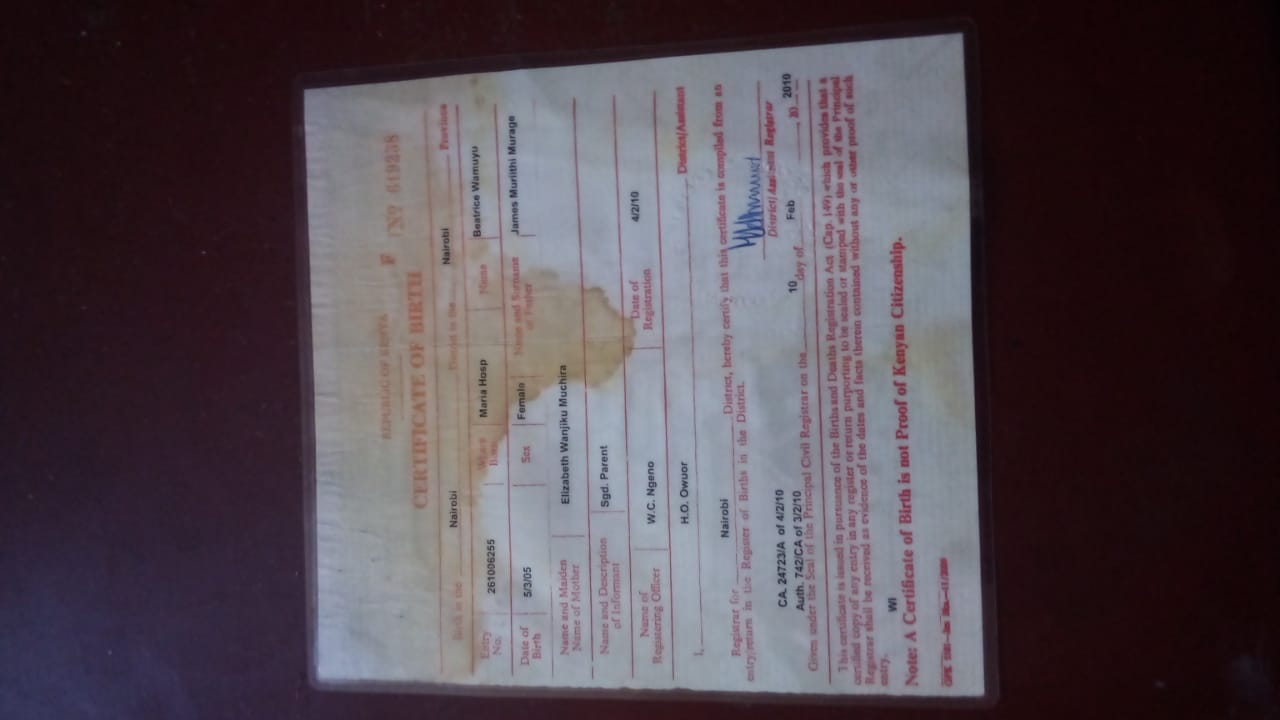 REPUBLIC OF KENYA
CERTIFICATE OF BIRTH F No 619238
Birth in the Nairobi District in the Nairobi Province
Entry No. 261006255 Where Born Maria Hosp Name Beatrice Wamuyu
Date of Birth 5/3/05 Sex Female Name and Surname of Father James Muriithi Murage
Name and Maiden Name of Mother Elizabeth Wanjiku Muchira
Name and Description of Informant Sgd. Parent
Name of Registering Officer W.C. Ngeno Date of Registration 4/2/10
I, H.O. Owuor District/Assistant
Registrar for Nairobi District, hereby certify that this certificate is compiled from an
entry/return in the Register of Births in the District.
District/Assistant Registrar
CA. 24723/A of 4/2/10
Auth. 742/CA of 3/2/10
Given under the Seal of the Principal Civil Registrar on the 10 day of Feb , 20 2010
This certificate is issued in pursuance of the Births and Deaths Registration Act (Cap. 149) which provides that a
certified copy of any entry in any register or return purporting to be sealed or stamped with the seal of the Principal
Registrar shall be received as evidence of the dates and facts therein contained without any or other proof of such
entry.
WI
Note: A Certificate of Birth is not Proof of Kenyan Citizenship.